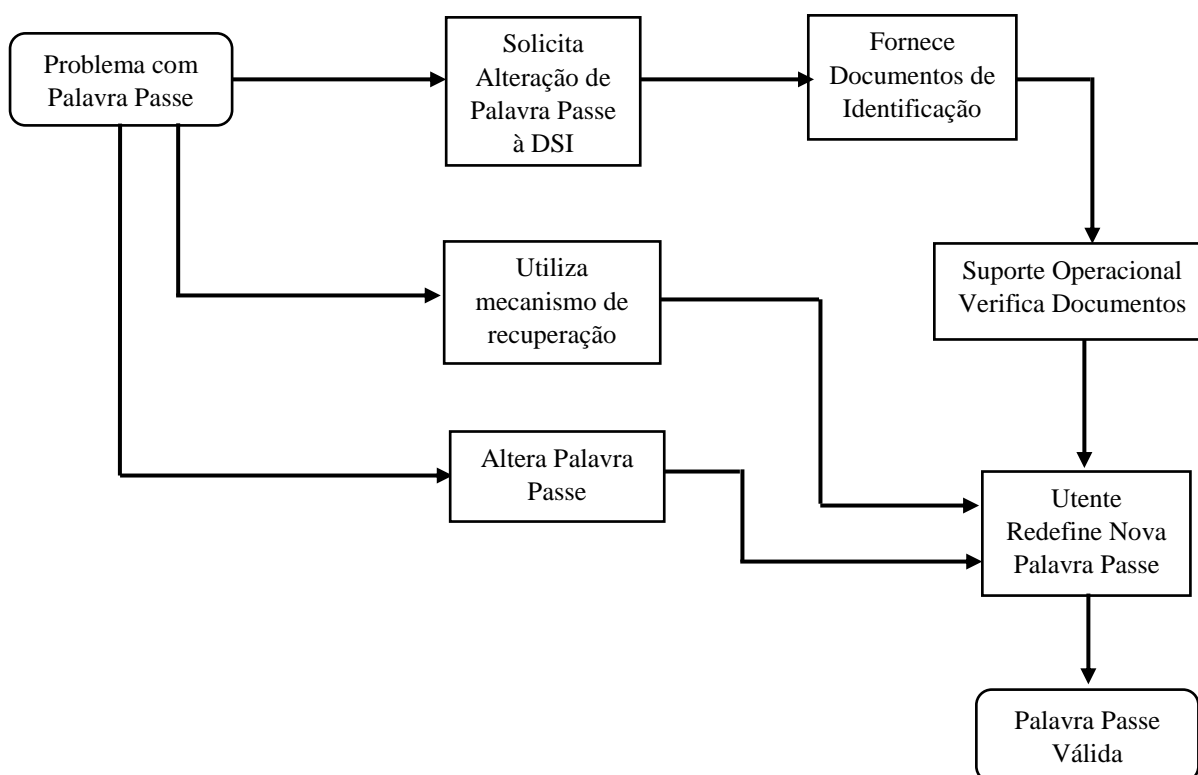 Problema com
Palavra Passe
Solicita
Alteração de
Palavra Passe
à DSI
Fornece
Documentos de
Identificação
Suporte Operacional
Verifica Documentos
Utiliza
mecanismo de
recuperação
Altera Palavra
Passe
Utente
Redefine Nova
Palavra Passe
Palavra Passe
Válida